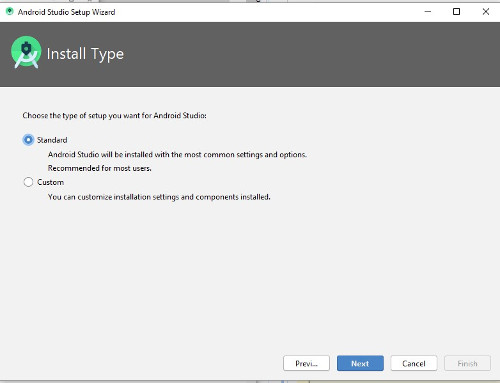 Android Studio Setup Wizard
Install Type
Choose the type of setup you want for Android Studio:
Standard
Android Studio will be installed with the most common settings and options.
Recommended for most users.
Custom
You can customize installation settings and components installed.
Previ... Next Cancel Finish